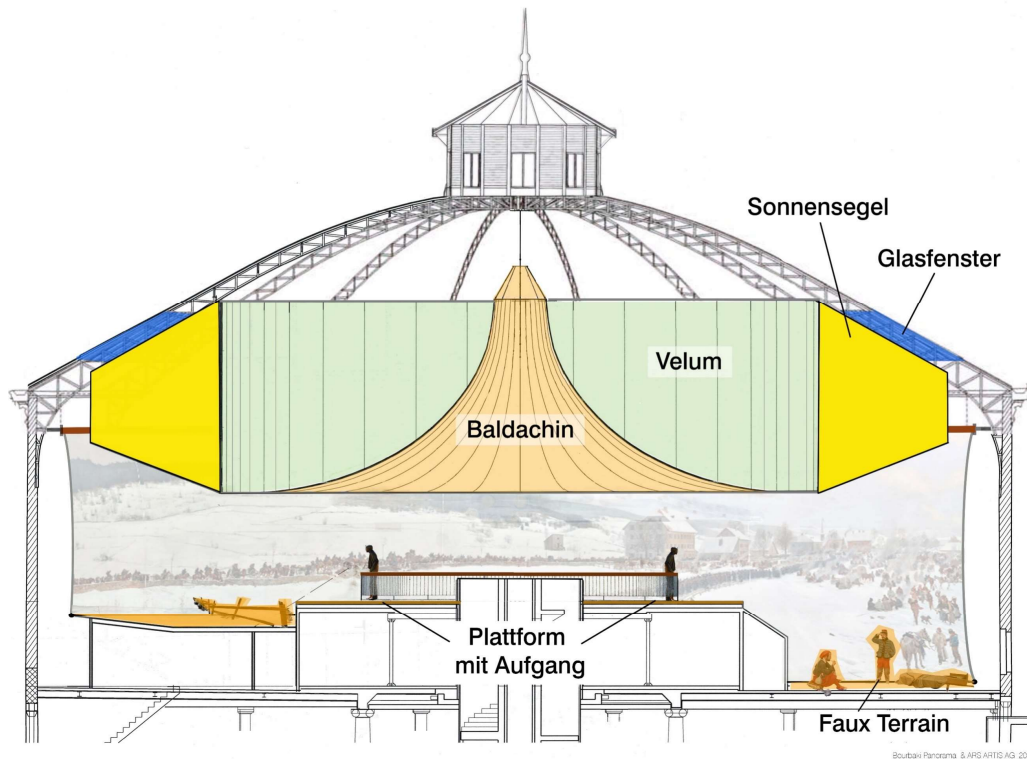 Sonnensegel
Glasfenster
Velum
Baldachin
Plattform
mit Aufgang
Faux Terrain
Bourbaki Panorama & ARS ARTIS AG 20